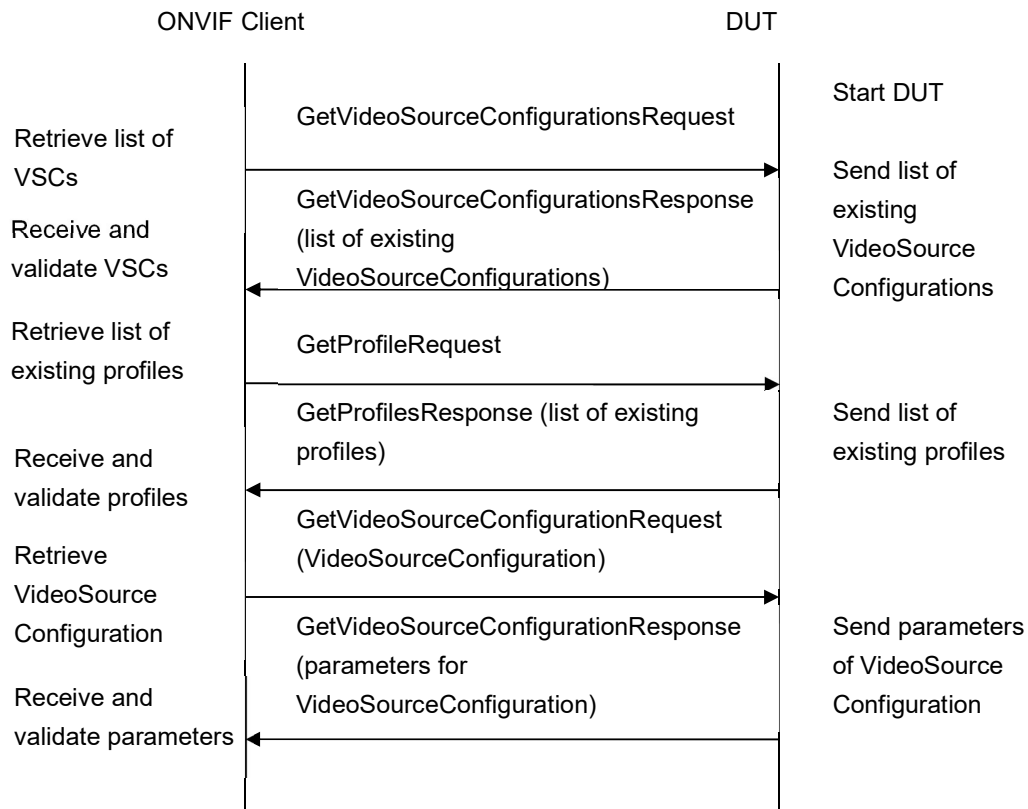 ONVIF Client
DUT
Start DUT
GetVideoSourceConfigurationsRequest
Retrieve list of
VSCs
Send list of
existing
VideoSource
Configurations
GetVideoSourceConfigurationsResponse
(list of existing
VideoSourceConfigurations)
Receive and
validate VSCs
Retrieve list of
existing profiles
GetProfileRequest
GetProfilesResponse (list of existing
profiles)
Send list of
existing profiles
Receive and
validate profiles
GetVideoSourceConfigurationRequest
(VideoSourceConfiguration)
Retrieve
VideoSource
Configuration
GetVideoSourceConfigurationResponse
(parameters for
VideoSourceConfiguration)
Send parameters
of VideoSource
Configuration
Receive and
validate parameters